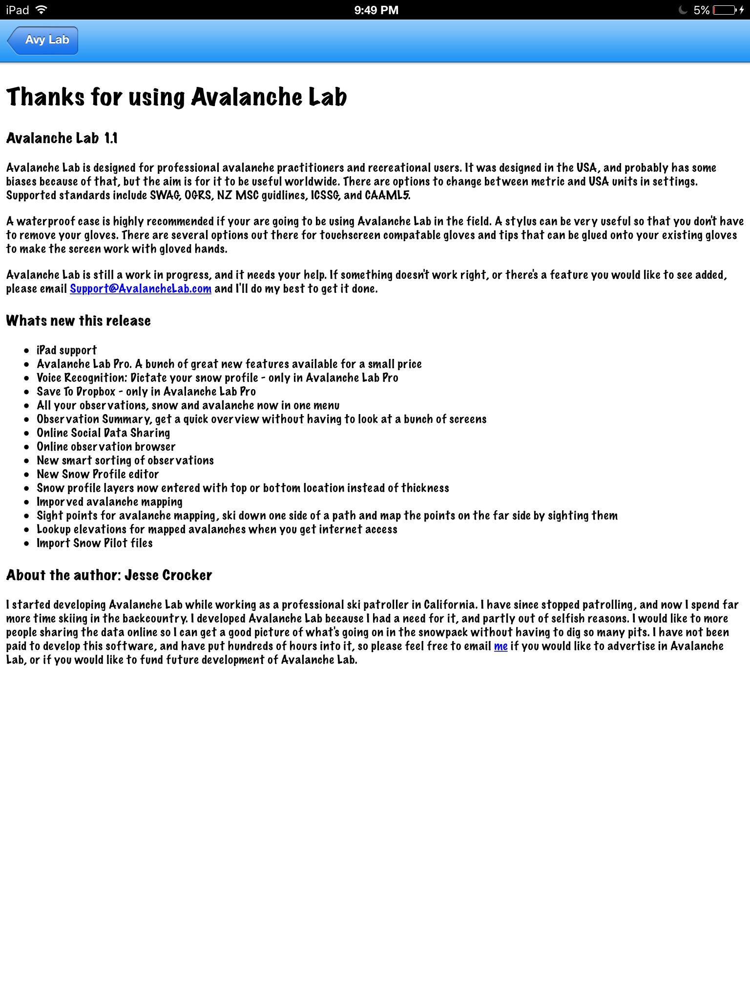 iPad 9:49 PM 5%
Avy Lab
Thanks for using Avalanche Lab
Avalanche Lab 1.1
Avalanche Lab is designed for professional avalanche practitioners and recreational users. It was designed in the USA, and probably has some
biases because of that, but the aim is for it to be useful worldwide. There are options to change between metric and USA units in settings.
Supported standards include SWAG, OGRS, NZ MSC guidlines, ICSSG, and CAAML5.
A waterproof case is highly recommended if your are going to be using Avalanche Lab in the field. A stylus can be very useful so that you don't have
to remove your gloves. There are several options out there for touchscreen compatable gloves and tips that can be glued onto your existing gloves
to make the screen work with gloved hands.
Avalanche Lab is still a work in progress, and it needs your help. If something doesn't work right, or there's a feature you would like to see added,
please email Support@AvalancheLab.com and I'll do my best to get it done.
Whats new this release
• iPad support
• Avalanche Lab Pro. A bunch of great new features available for a small price
• Voice Recognition: Dictate your snow profile - only in Avalanche Lab Pro
• Save To Dropbox - only in Avalanche Lab Pro
• All your observations, snow and avalanche now in one menu
• Observation Summary, get a quick overview without having to look at a bunch of screens
• Online Social Data Sharing
• Online observation browser
• New smart sorting of observations
• New Snow Profile editor
• Snow profile layers now entered with top or bottom location instead of thickness
• Imporved avalanche mapping
• Sight points for avalanche mapping, ski down one side of a path and map the points on the far side by sighting them
• Lookup elevations for mapped avalanches when you get internet access
• Import Snow Pilot files
About the author: Jesse Crocker
I started developing Avalanche Lab while working as a professional ski patroller in California. I have since stopped patrolling, and now I spend far
more time skiing in the backcountry. I developed Avalanche Lab because I had a need for it, and partly out of selfish reasons. I would like to more
people sharing the data online so I can get a good picture of what's going on in the snowpack without having to dig so many pits. I have not been
paid to develop this software, and have put hundreds of hours into it, so please feel free to email me if you would like to advertise in Avalanche
Lab, or if you would like to fund future development of Avalanche Lab.